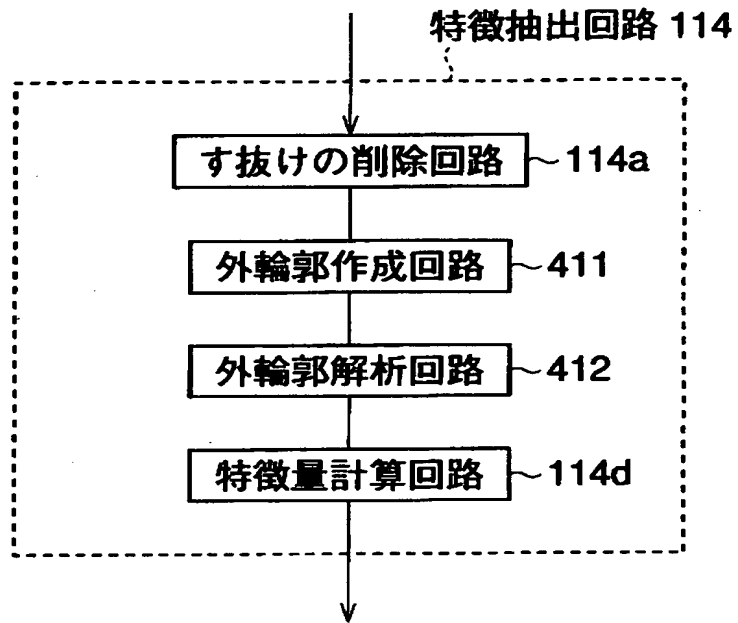 特徴抽出回路 114
す抜けの削除回路 114a
外輪郭作成回路 411
外輪郭解析回路 412
特徴量計算回路 114d